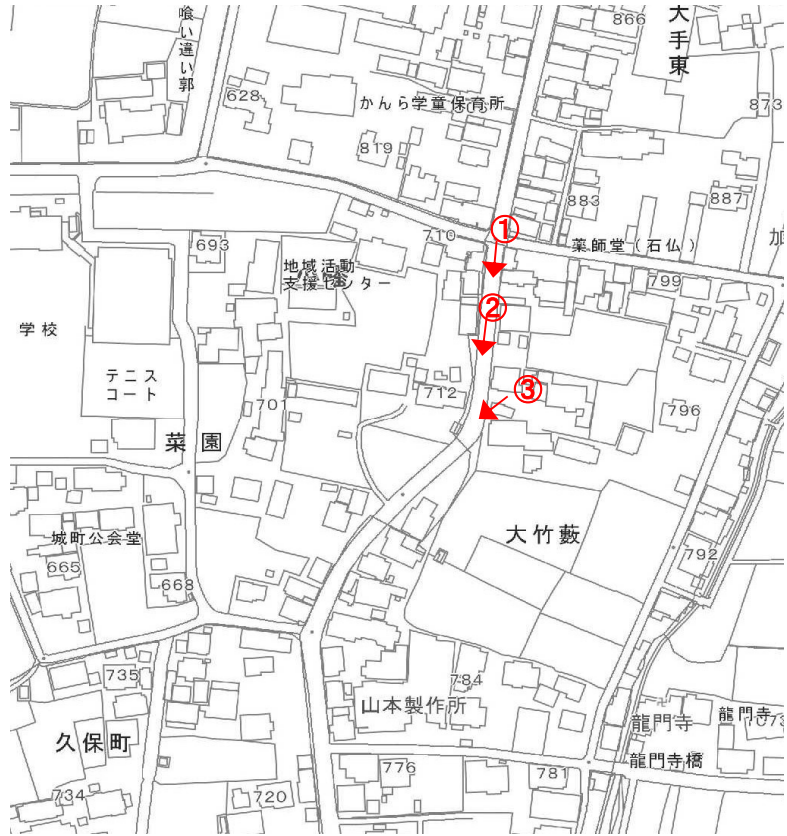 喰い違い郭
866
大手東
628
かんら学童保育所
873
819
883
887
①
693
710
薬師堂（石仏）
加
地域活動
支援センター
799
②
学校
テニス
コート
701
712
③
796
菜園
大竹藪
城町公会堂
665
668
792
735
784
山本製作所
龍門寺
龍門寺
久保町
776
781
龍門寺橋
734
720